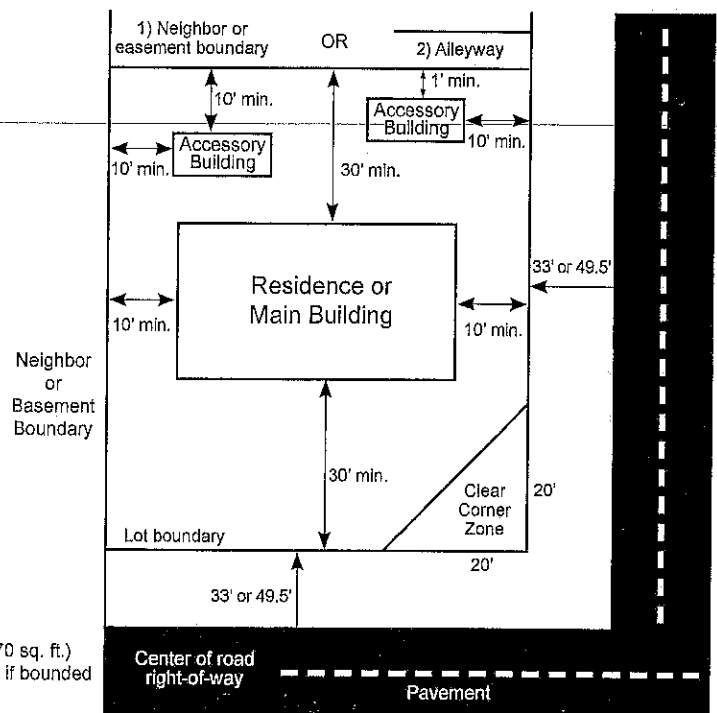 1) Neighbor or
easement boundary
OR
2) Alleyway
10' min.
1' min.
Accessory
Building
Accessory
Building
10' min.
10' min.
30' min.
33' or 49.5'
Residence or
Main Building
10' min.
10' min.
Neighbor
or
Basement
Boundary
30' min.
Clear
Corner
Zone
20'
Lot boundary
20'
33' or 49.5'
70 sq. ft.)
if bounded
Center of road
right-of-way
Pavement